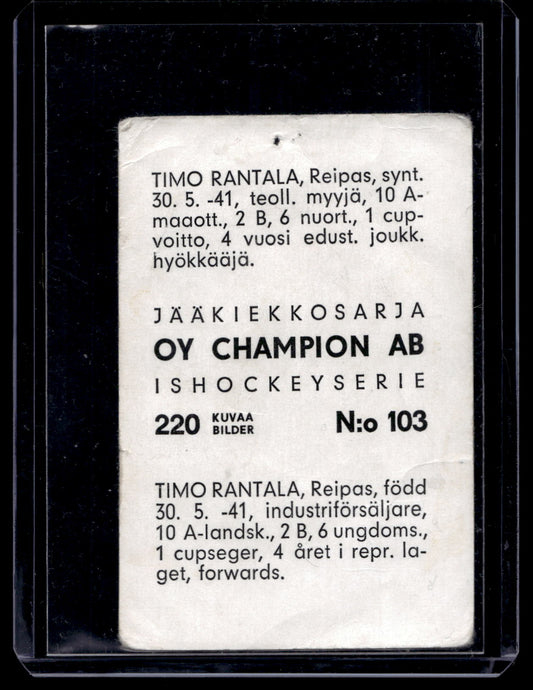 TIMO RANTALA, Reipas, synt.
30. 5. -41, teoll. myyjä, 10 A-
maaott., 2 B, 6 nuort., 1 cup-
voitto, 4 vuosi edust. joukk.
hyökkääjä.
JÄÄKIEKKOSARJA
OY CHAMPION AB
ISHOCKEYSERIE
220 KUVAA BILDER N:o 103
TIMO RANTALA, Reipas, född
30. 5. -41, industriförsäljare,
10 A-landsk., 2 B, 6 ungdoms.,
1 cupseger, 4 året i repr. la-
get, forwards.